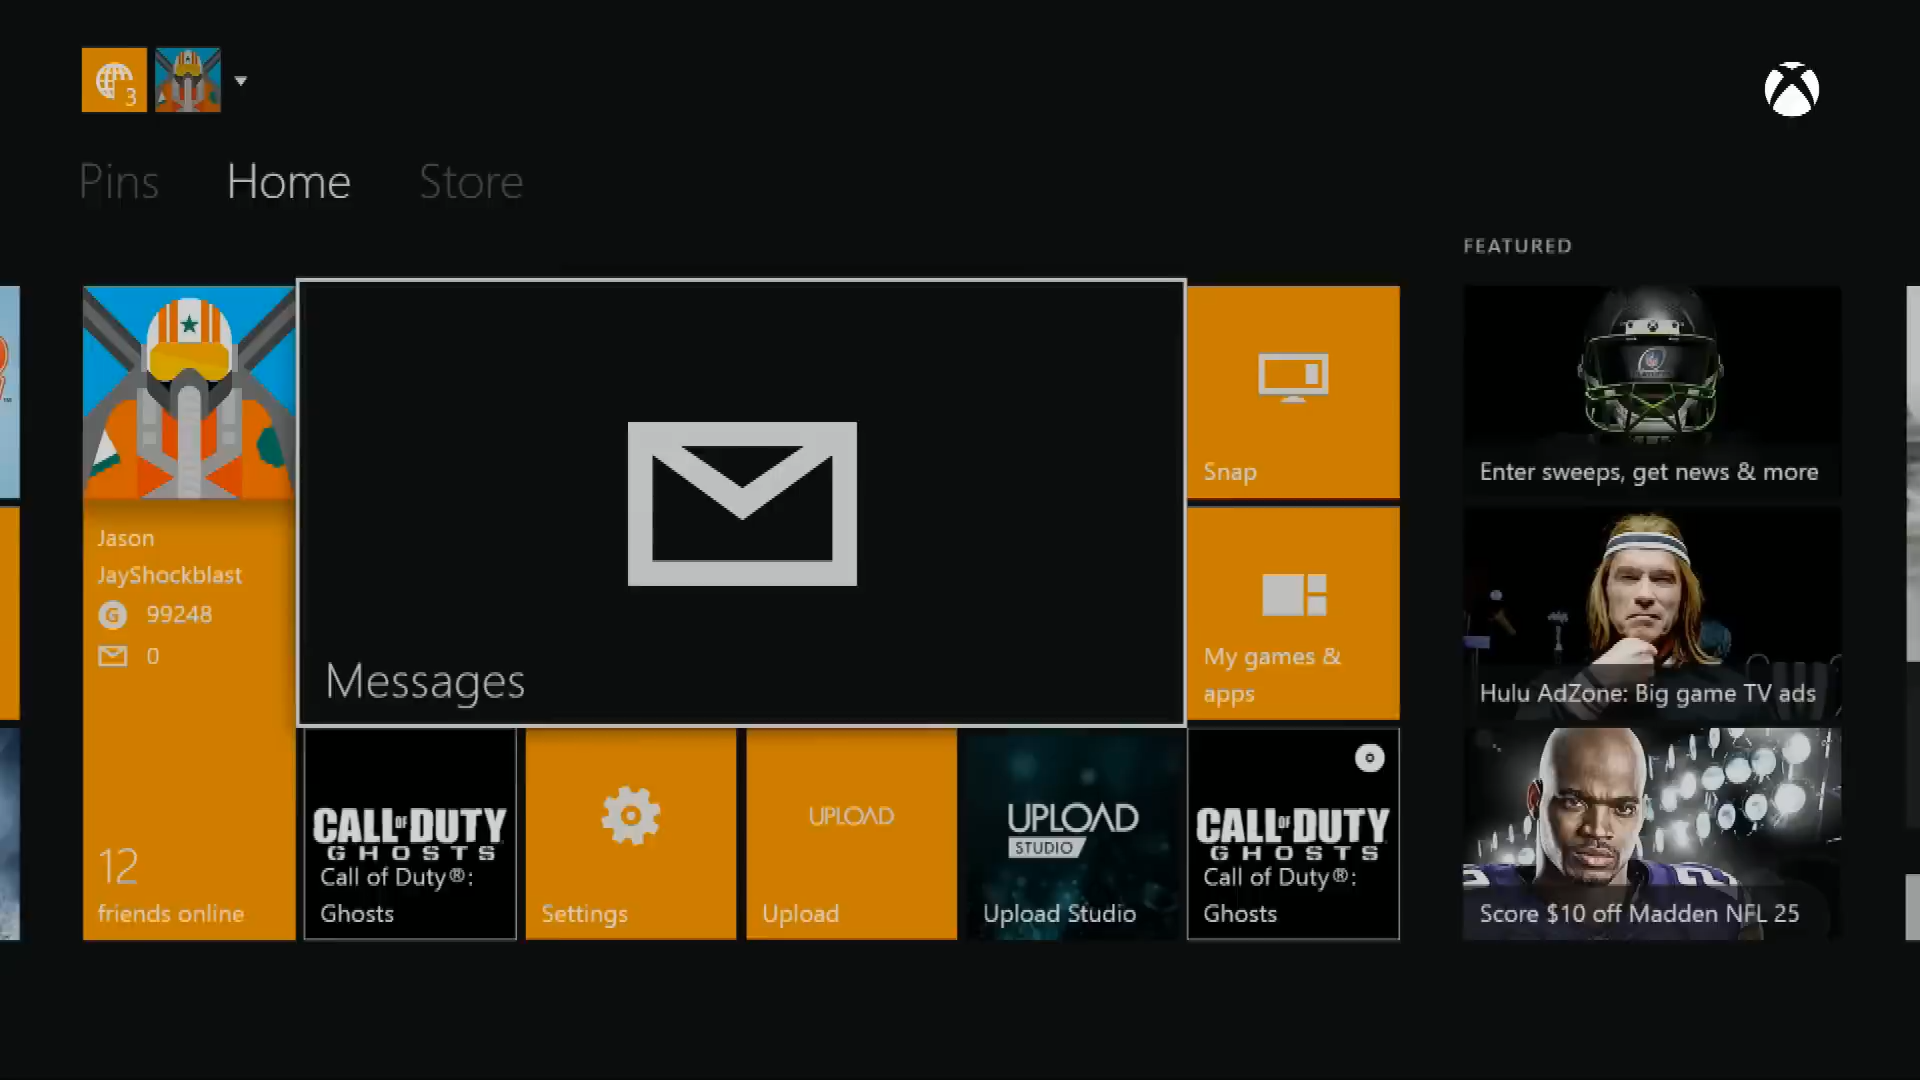 3
Pins
Home
Store
FEATURED
Jason
JayShockblast
G 99248
0
12
friends online
Messages
Snap
My games &
apps
CALL OF DUTY
GHOSTS
Call of Duty®:
Ghosts
Settings
UPLOAD
Upload
UPLOAD
STUDIO
Upload Studio
CALL OF DUTY
GHOSTS
Call of Duty®:
Ghosts
Enter sweeps, get news & more
Hulu AdZone: Big game TV ads
Score $10 off Madden NFL 25